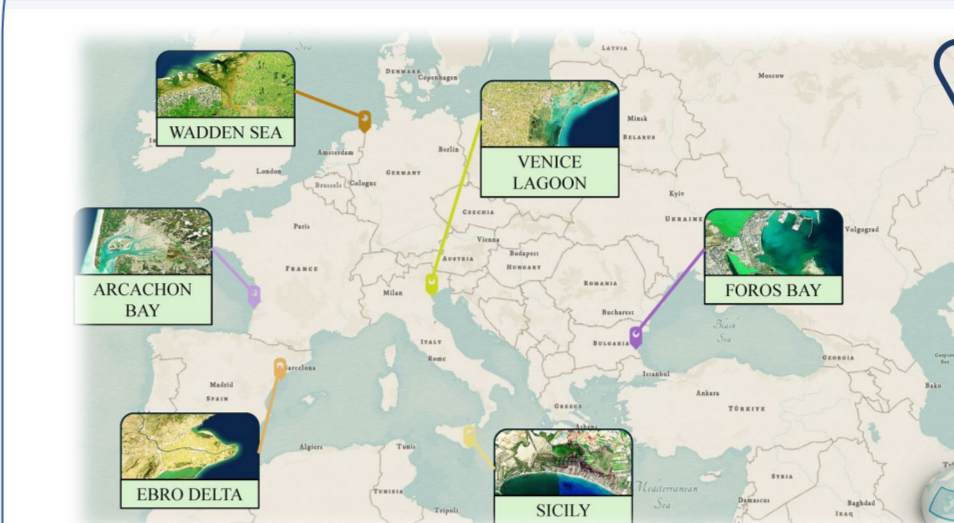 Sea
LATVIA
Moscow
DENMARK
Copenhagen
WADDEN SEA
Minsk
BELARUS
Amsterdam
Berlin
VENICE
LAGOON
London
GERMANY
Brussels
Cologne
Kyiv
CZECHIA
UKRAINE
Paris
Volgograd
Vienna
Budapest
AUSTRIA
HUNGARY
FRANCE
ARCACHON
BAY
Milan
ROMANIA
FOROS BAY
Bucharest
Black
Sea
ITALY
BULGARIA
Rome
Barcelona
GEORGIA
Caspian
Sea
Istanbul
Madrid
SPAIN
Ankara
Baku
GREECE
TÜRKIYE
Athens
Algiers
Tunis
SYRIA
EBRO DELTA
TUNISIA
Mediterranean
Sea
Damascus
Baghdad
IRAQ
SICILY
Tripoli